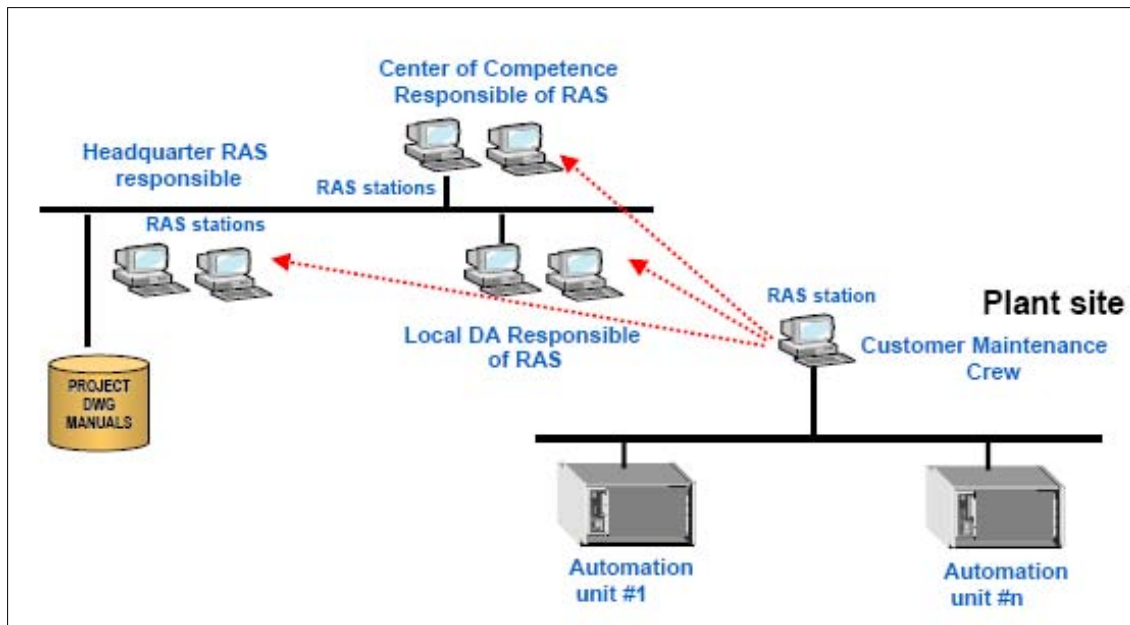 Center of Competence
Responsible of RAS
Headquarter RAS
responsible
RAS stations
RAS stations
RAS station
Plant site
Local DA Responsible
of RAS
Customer Maintenance
Crew
PROJECT
DWG
MANUALS
Automation
unit #1
Automation
unit #n